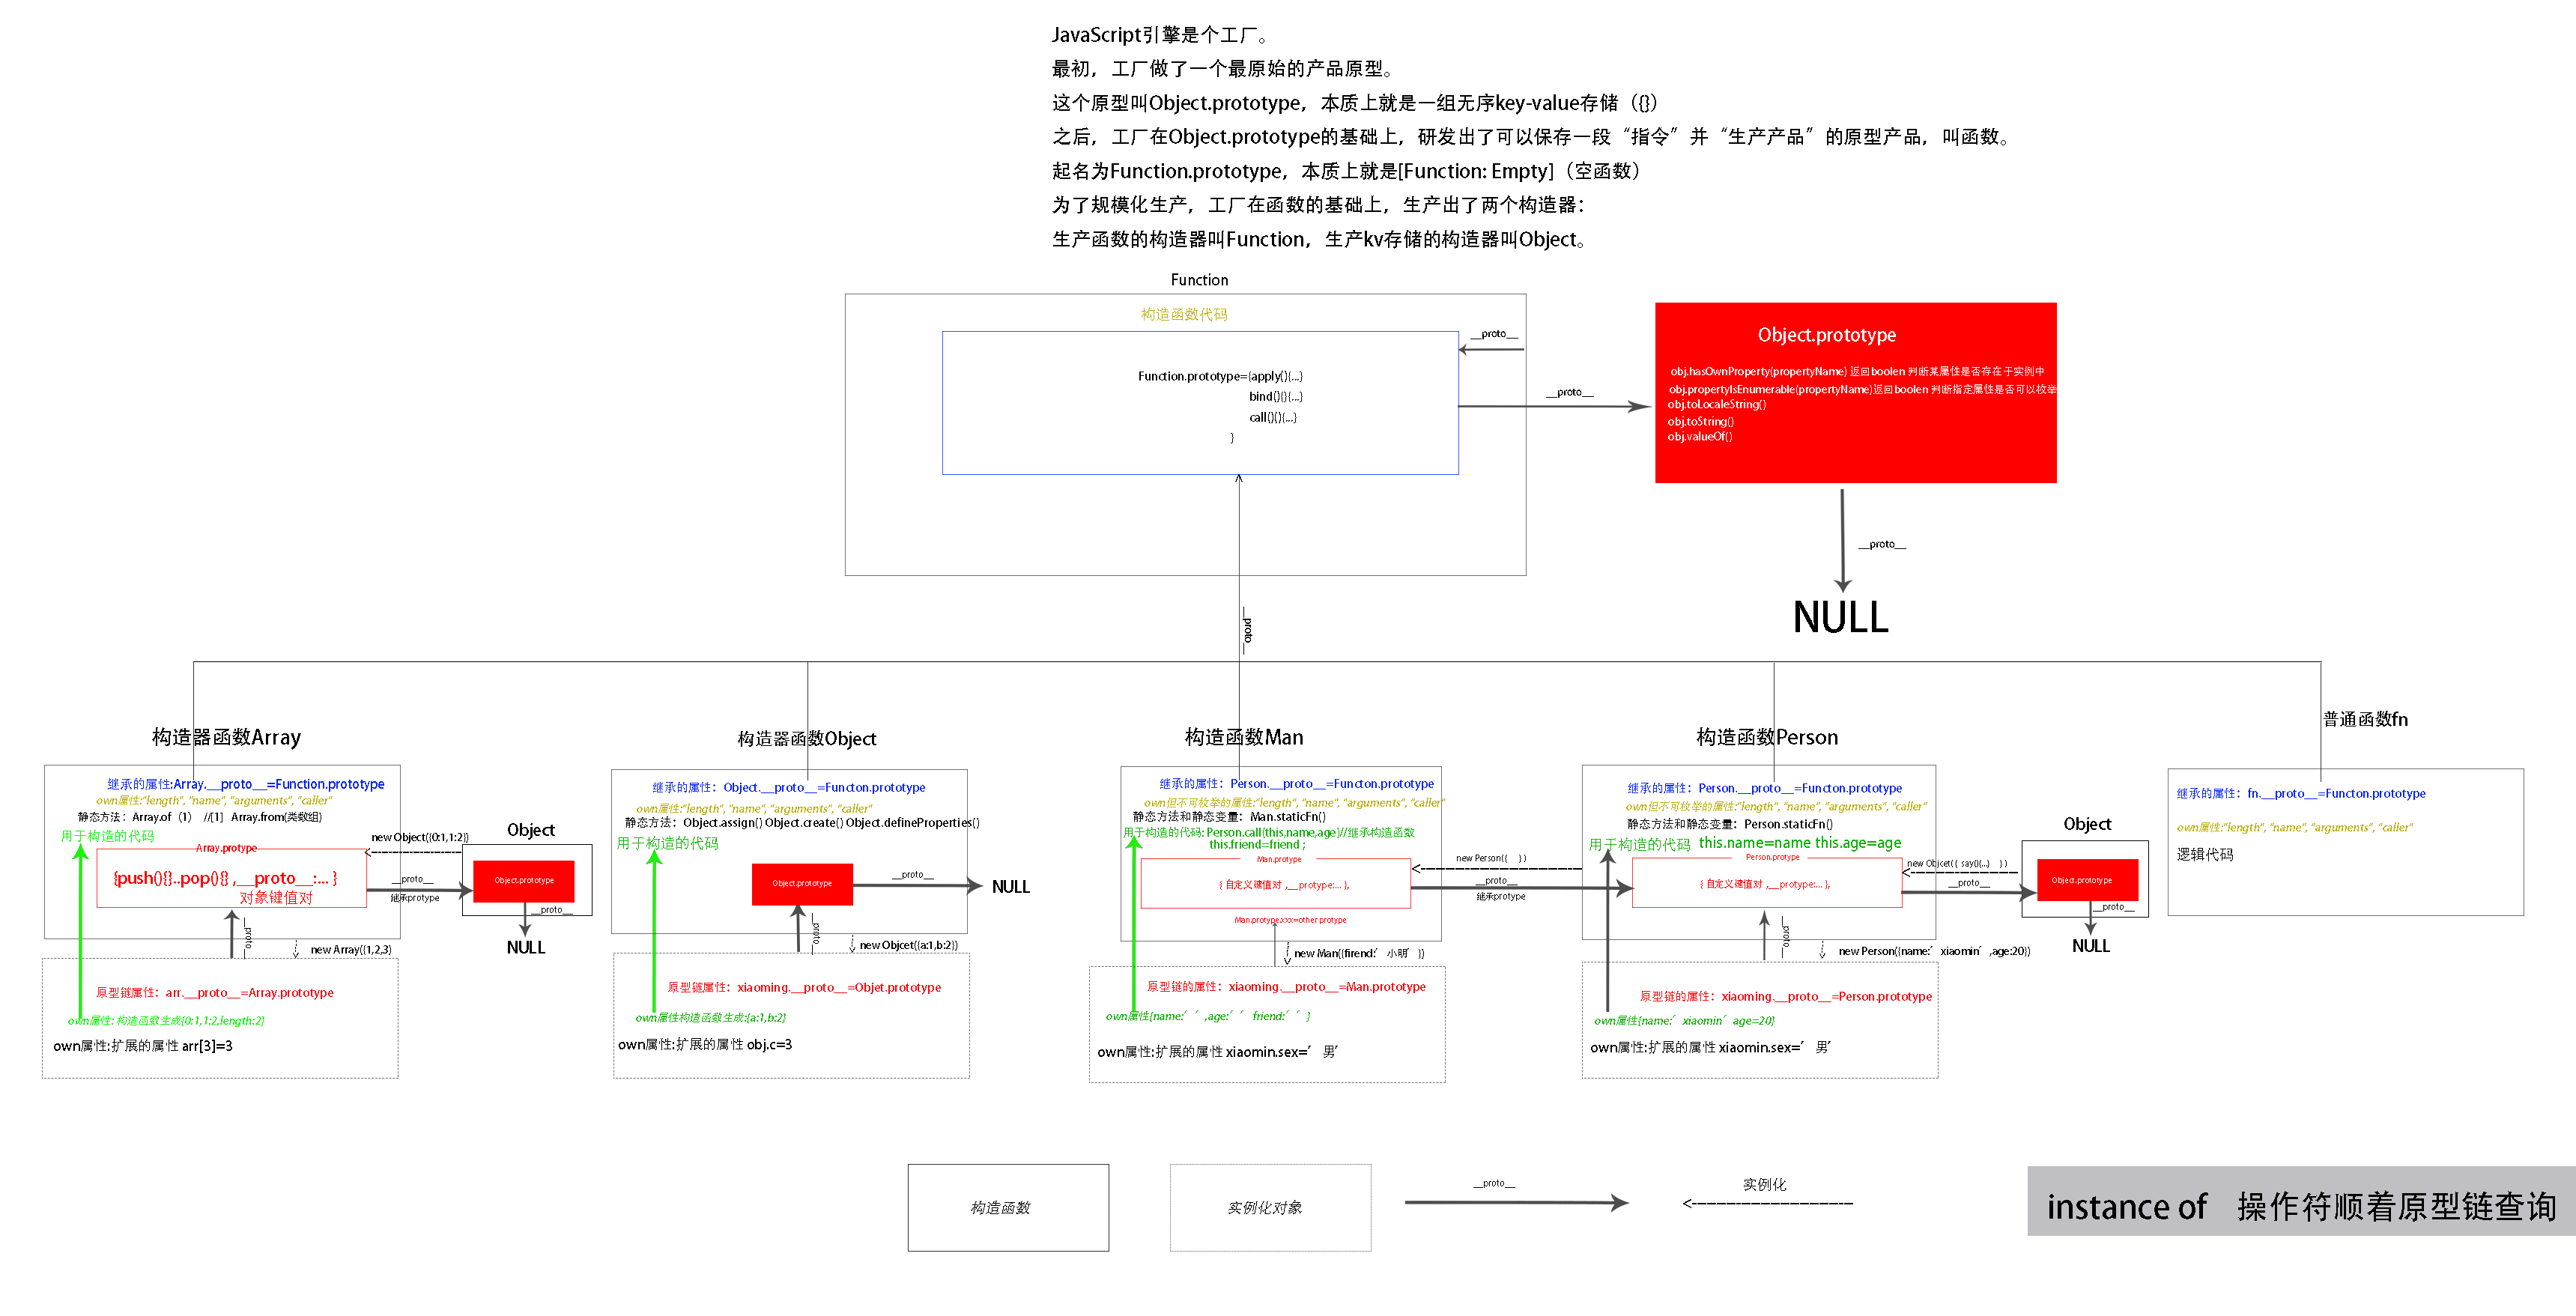 JavaScript引擎是个工厂。
最初，工厂做了一个最原始的产品原型。
这个原型叫Object.prototype，本质上就是一组无序key-value存储（{}）
之后，工厂在Object.prototype的基础上，研发出了可以保存一段“指令”并“生产产品”的原型产品，叫函数。
起名为Function.prototype，本质上就是[Function: Empty]（空函数）
为了规模化生产，工厂在函数的基础上，生产出了两个构造器：
生产函数的构造器叫Function，生产kv存储的构造器叫Object。
Function
构造函数代码
Function.prototype={apply(){...}
bind(){}{...}
call()(){...}
}
__proto__
__proto__
Object.prototype
obj.hasOwnProperty(propertyName) 返回boolen 判断某属性是否存在于实例中
obj.propertyIsEnumerable(propertyName)返回boolen 判断指定属性是否可以枚举
obj.toLocaleString()
obj.toString()
obj.valueOf()
__proto__
NULL
__proto__
构造器函数Array
继承的属性:Array.__proto__=Function.prototype
own属性:"length", "name", "arguments", "caller"
静态方法：Array.of（1） //[1] Array.from(类数组)
用于构造的代码
Array.protype
{push(){}..pop(){} ,__proto__:... }
对象键值对
new Object({0:1,1:2})
__proto__
继承protype
Object
Object.prototype
__proto__
NULL
__proto__
new Array({1,2,3)
原型链属性：arr.__proto__=Array.prototype
own属性: 构造函数生成{0:1,1:2,length:2}
own属性:扩展的属性 arr[3]=3
构造器函数Object
继承的属性：Object.__proto__=Functon.prototype
own属性:"length", "name", "arguments", "caller"
静态方法：Object.assign() Object.create() Object.defineProperties()
用于构造的代码
Object.prototype
__proto__
NULL
__proto__
new Objcet({a:1,b:2})
原型链属性：xiaoming.__proto__=Objet.prototype
own属性构造函数生成:{a:1,b:2}
own属性:扩展的属性 obj.c=3
构造函数Man
继承的属性：Person.__proto__=Functon.prototype
own但不可枚举的属性:"length", "name", "arguments", "caller"
静态方法和静态变量：Man.staticFn()
用于构造的代码: Person.call(this,name,age)//继承构造函数
this.friend=friend ;
Man.protype
{ 自定义键值对 ,__protype:... },
Man.protype.xxx=other protype
new Person({ } )
__proto__
继承protype
new Man({firend:′ 小明′ })
原型链的属性：xiaoming.__proto__=Man.prototype
own属性{name:′ ′ ,age:′ ′ friend:′ ′ }
own属性:扩展的属性 xiaomin.sex=′ 男′
构造函数Person
继承的属性：Person.__proto__=Functon.prototype
own但不可枚举的属性:"length", "name", "arguments", "caller"
静态方法和静态变量：Person.staticFn()
用于构造的代码 this.name=name this.age=age
Person.protype
{ 自定义键值对 ,__protype:... },
new Objcet({ say(){...} } )
__proto__
Object
Object.prototype
__proto__
NULL
__proto__
new Person({name:′ xiaomin′ ,age:20})
原型链的属性：xiaoming.__proto__=Person.prototype
own属性{name:′ xiaomin′ age=20}
own属性:扩展的属性 xiaomin.sex=′ 男′
普通函数fn
继承的属性：fn.__proto__=Functon.prototype
own属性:"length", "name", "arguments", "caller"
逻辑代码
构造函数
实例化对象
__proto__
实例化
instance of 操作符顺着原型链查询